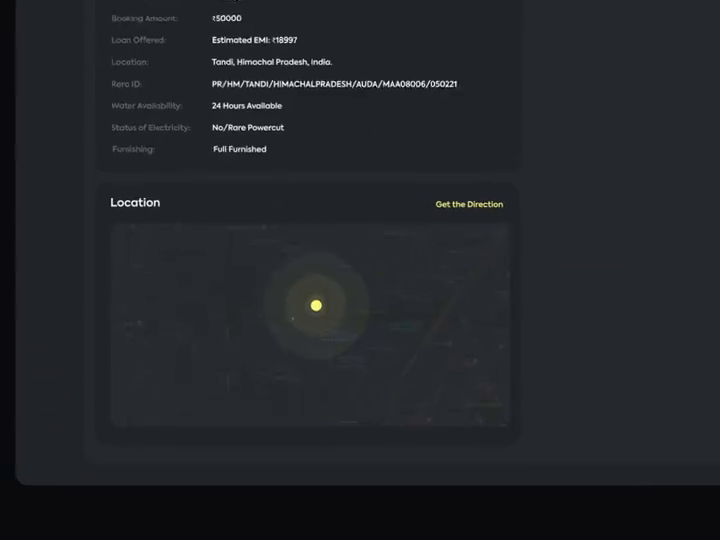 Booking Amount: ₹50000
Loan Offered: Estimated EMI: ₹18997
Location: Tandi, Himachal Pradesh, India.
Rera ID: PR/HM/TANDI/HIMACHALPRADESH/AUDA/MAA08006/050221
Water Availability: 24 Hours Available
Status of Electricity: No/Rare Powercut
Furnishing: Full Furnished
Location Get the Direction